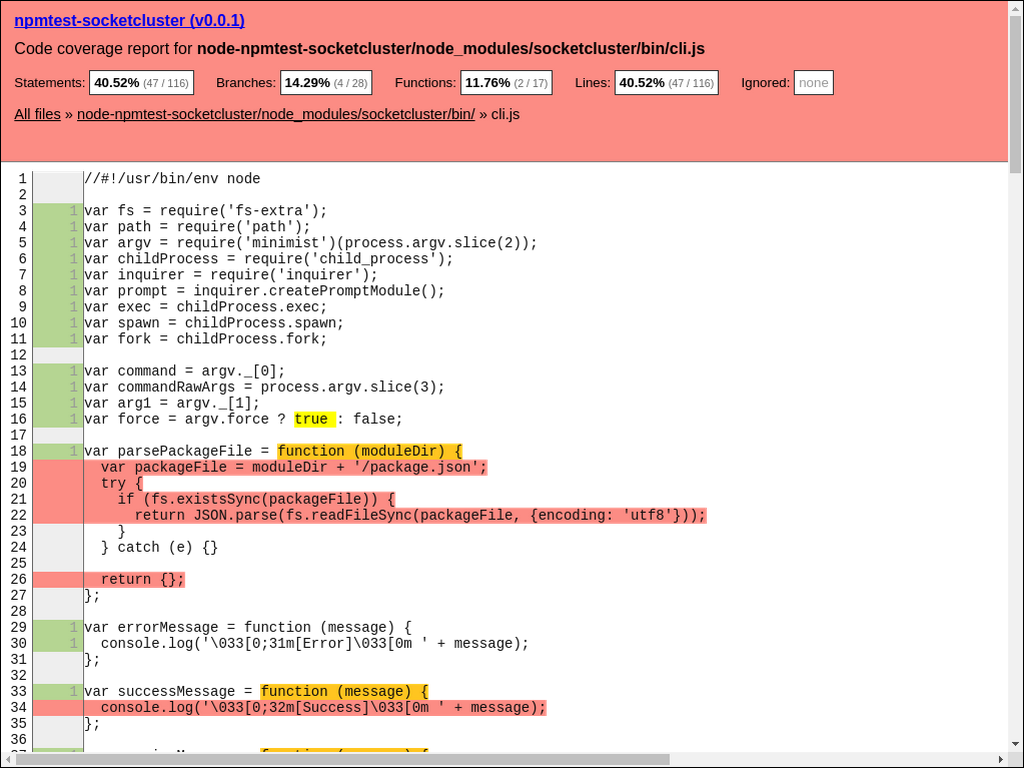 npmtest-socketcluster (v0.0.1)
Code coverage report for node-npmtest-socketcluster/node_modules/socketcluster/bin/cli.js
Statements: 40.52% (47 / 116) Branches: 14.29% (4 / 28) Functions: 11.76% (2 / 17) Lines: 40.52% (47 / 116) Ignored: none
All files » node-npmtest-socketcluster/node_modules/socketcluster/bin/ » cli.js
1 //#!/usr/bin/env node
2
3 1 var fs = require('fs-extra');
4 1 var path = require('path');
5 1 var argv = require('minimist')(process.argv.slice(2));
6 1 var childProcess = require('child_process');
7 1 var inquirer = require('inquirer');
8 1 var prompt = inquirer.createPromptModule();
9 1 var exec = childProcess.exec;
10 1 var spawn = childProcess.spawn;
11 1 var fork = childProcess.fork;
12
13 1 var command = argv._[0];
14 1 var commandRawArgs = process.argv.slice(3);
15 1 var arg1 = argv._[1];
16 1 var force = argv.force ? true : false;
17
18 1 var parsePackageFile = function (moduleDir) {
19   var packageFile = moduleDir + '/package.json';
20   try {
21     if (fs.existsSync(packageFile)) {
22       return JSON.parse(fs.readFileSync(packageFile, {encoding: 'utf8'}));
23     }
24   } catch (e) {}
25
26   return {};
27 };
28
29 1 var errorMessage = function (message) {
30 1   console.log('\033[0;31m[Error]\033[0m ' + message);
31 };
32
33 1 var successMessage = function (message) {
34   console.log('\033[0;32m[Success]\033[0m ' + message);
35 };
36